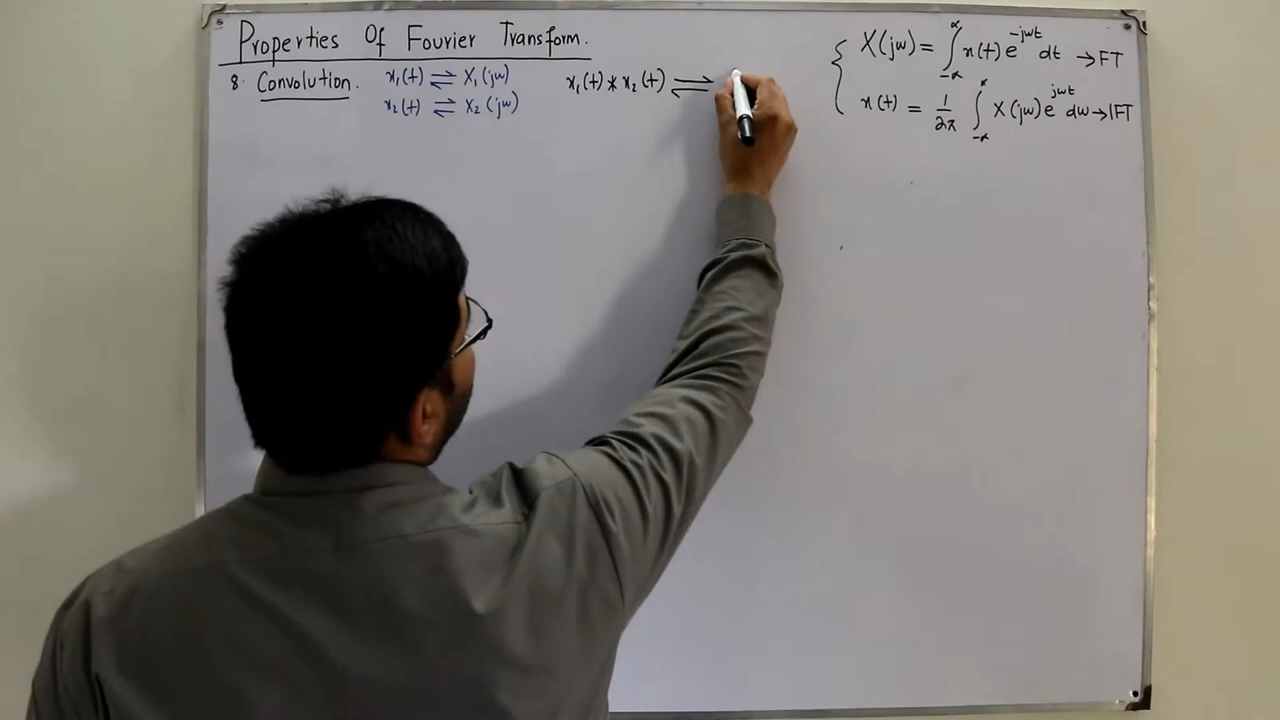 Properties Of Fourier Transform.
8. Convolution. x₁(t) ⇌ X₁(jω) x₁(t) * x₂(t) ⇌
x₂(t) ⇌ X₂(jω)
X(jω) = ∫_{-∝}^{∝} x(t) e^{-jωt} dt → FT
x(t) = 1/2π ∫_{-∝}^{∝} X(jω) e^{jωt} dω → IFT